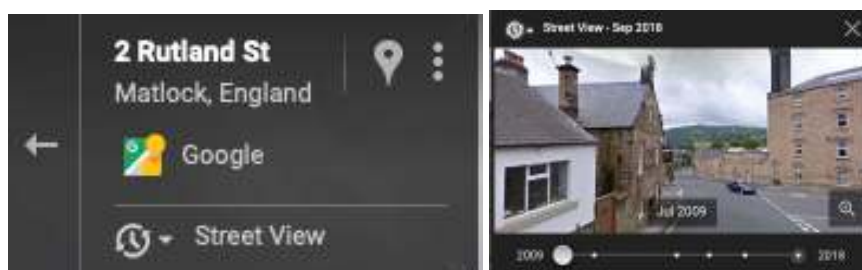 2 Rutland St
Matlock, England
Google
Street View
Street View - Sep 2018
Jul 2009
2009
2018